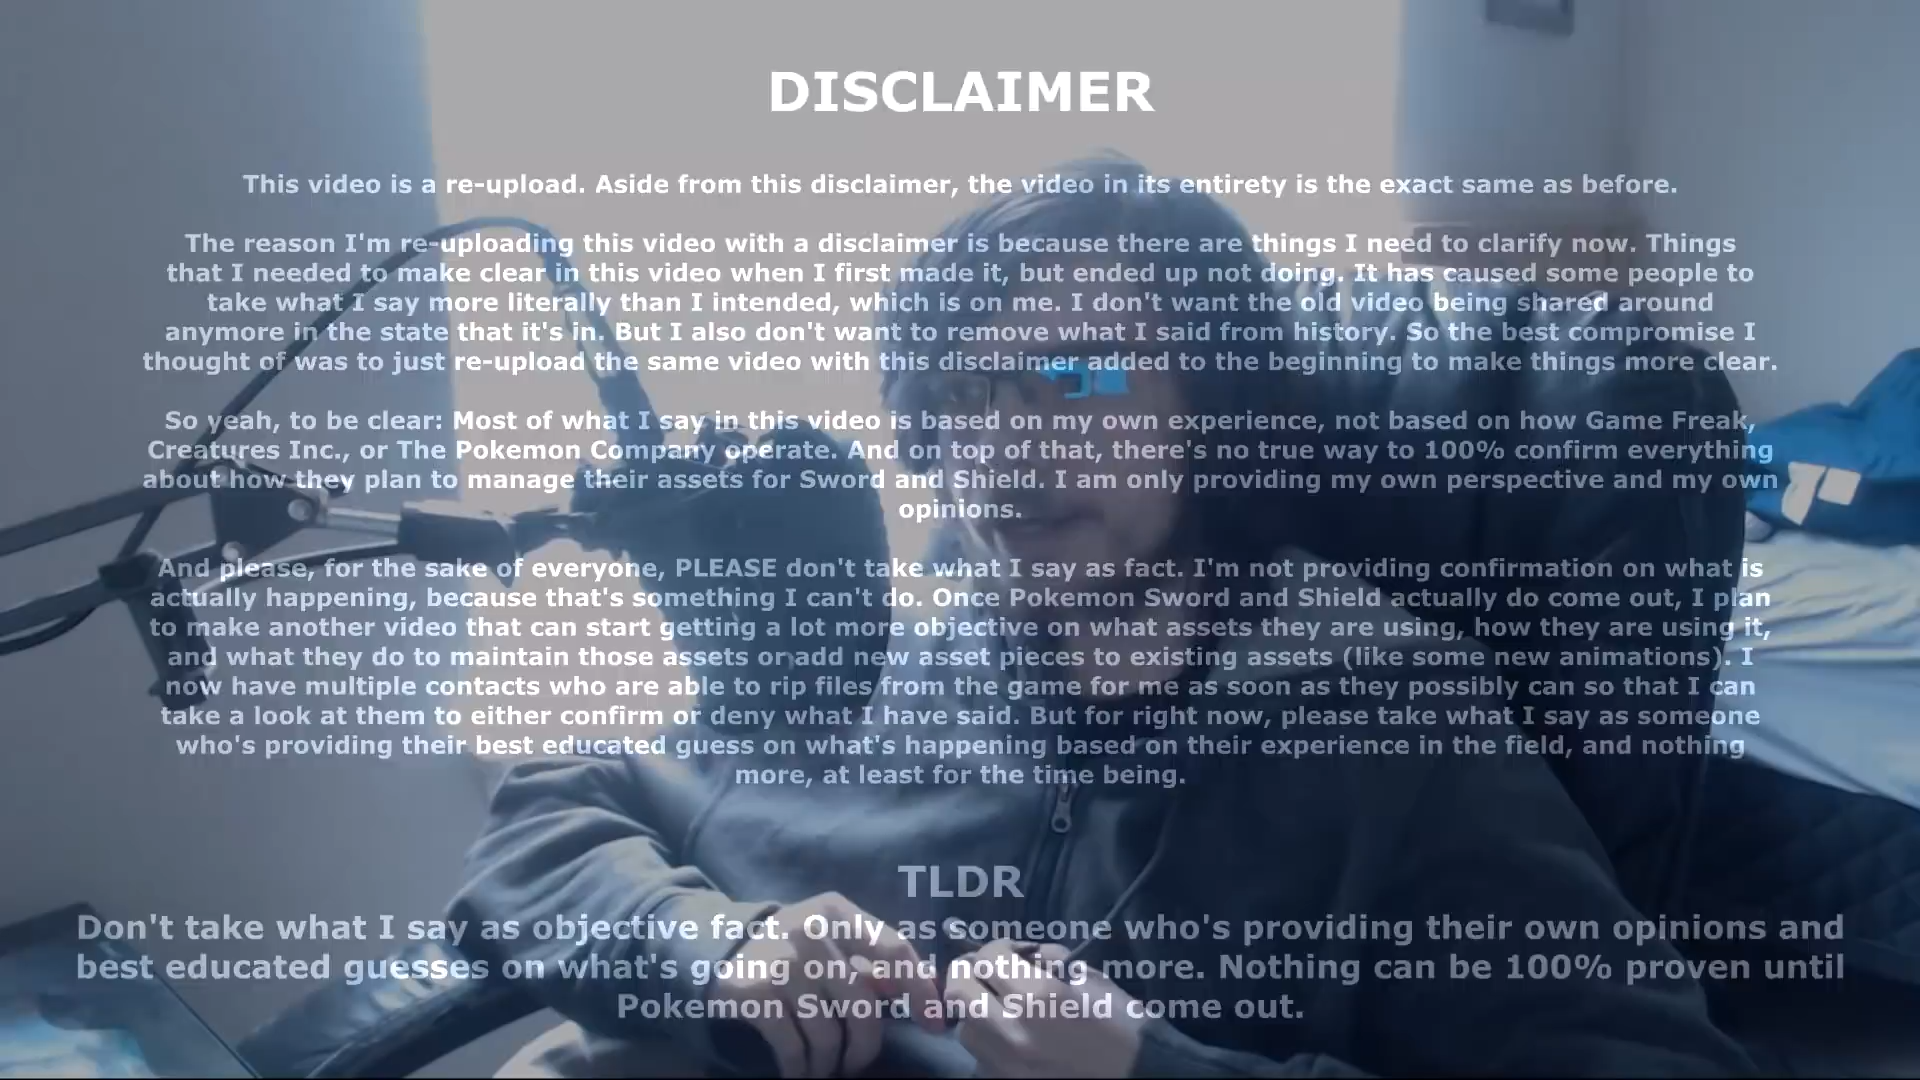 DISCLAIMER
This video is a re-upload. Aside from this disclaimer, the video in its entirety is the exact same as before.
The reason I'm re-uploading this video with a disclaimer is because there are things I need to clarify now. Things
that I needed to make clear in this video when I first made it, but ended up not doing. It has caused some people to
take what I say more literally than I intended, which is on me. I don't want the old video being shared around
anymore in the state that it's in. But I also don't want to remove what I said from history. So the best compromise I
thought of was to just re-upload the same video with this disclaimer added to the beginning to make things more clear.
So yeah, to be clear: Most of what I say in this video is based on my own experience, not based on how Game Freak,
Creatures Inc., or The Pokemon Company operate. And on top of that, there's no true way to 100% confirm everything
about how they plan to manage their assets for Sword and Shield. I am only providing my own perspective and my own
opinions.
And please, for the sake of everyone, PLEASE don't take what I say as fact. I'm not providing confirmation on what is
actually happening, because that's something I can't do. Once Pokemon Sword and Shield actually do come out, I plan
to make another video that can start getting a lot more objective on what assets they are using, how they are using it,
and what they do to maintain those assets or add new asset pieces to existing assets (like some new animations). I
now have multiple contacts who are able to rip files from the game for me as soon as they possibly can so that I can
take a look at them to either confirm or deny what I have said. But for right now, please take what I say as someone
who's providing their best educated guess on what's happening based on their experience in the field, and nothing
more, at least for the time being.
TLDR
Don't take what I say as objective fact. Only as someone who's providing their own opinions and
best educated guesses on what's going on, and nothing more. Nothing can be 100% proven until
Pokemon Sword and Shield come out.